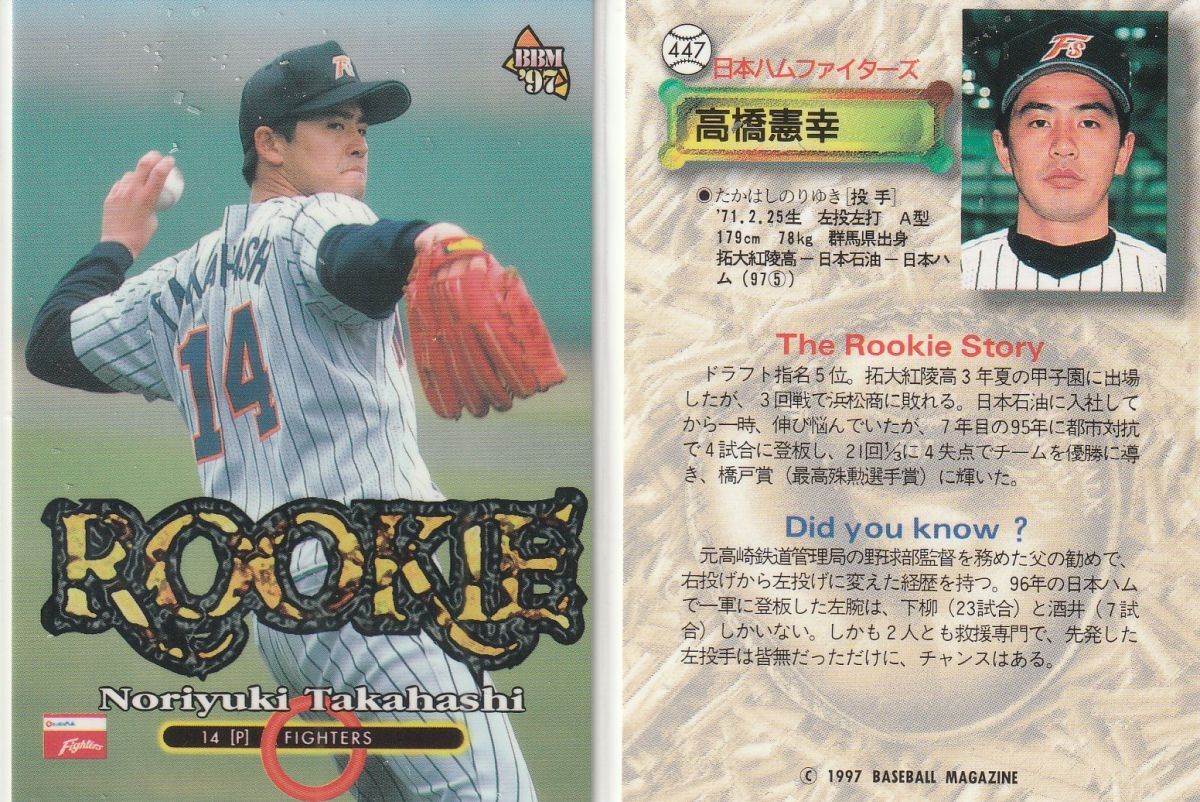 BBM
'97
F
TAKAHASH
14
ROOKIE
Noriyuki Takahashi
14 [P] FIGHTERS
Fighters
447
日本ハムファイターズ
高橋憲幸
Fs
●たかはしのりゆき[投 手]
'71.2.25生 左投左打 A型
179cm 78kg 群馬県出身
拓大紅陵高－日本石油－日本ハ
ム（97⑤）
The Rookie Story
ドラフト指名5位。拓大紅陵高3年夏の甲子園に出場
したが、3回戦で浜松商に敗れる。日本石油に入社して
から一時、伸び悩んでいたが、7年目の95年に都市対抗
で4試合に登板し、21回⅓に4失点でチームを優勝に導
き、橋戸賞（最高殊勲選手賞）に輝いた。
Did you know ?
元高崎鉄道管理局の野球部監督を務めた父の勧めで、
右投げから左投げに変えた経歴を持つ。96年の日本ハム
で一軍に登板した左腕は、下柳（23試合）と酒井（7試
合）しかいない。しかも2人とも救援専門で、先発した
左投手は皆無だっただけに、チャンスはある。
© 1997 BASEBALL MAGAZINE